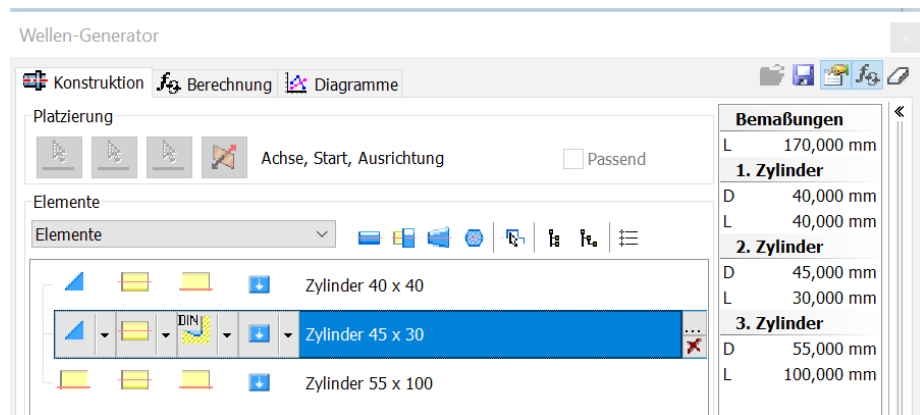 Wellen-Generator
Konstruktion Berechnung Diagramme
Platzierung
Achse, Start, Ausrichtung Passend
Elemente
Elemente
Zylinder 40 x 40
DIN
Zylinder 45 x 30
...
Zylinder 55 x 100
Bemaßungen
L 170,000 mm
1. Zylinder
D 40,000 mm
L 40,000 mm
2. Zylinder
D 45,000 mm
L 30,000 mm
3. Zylinder
D 55,000 mm
L 100,000 mm